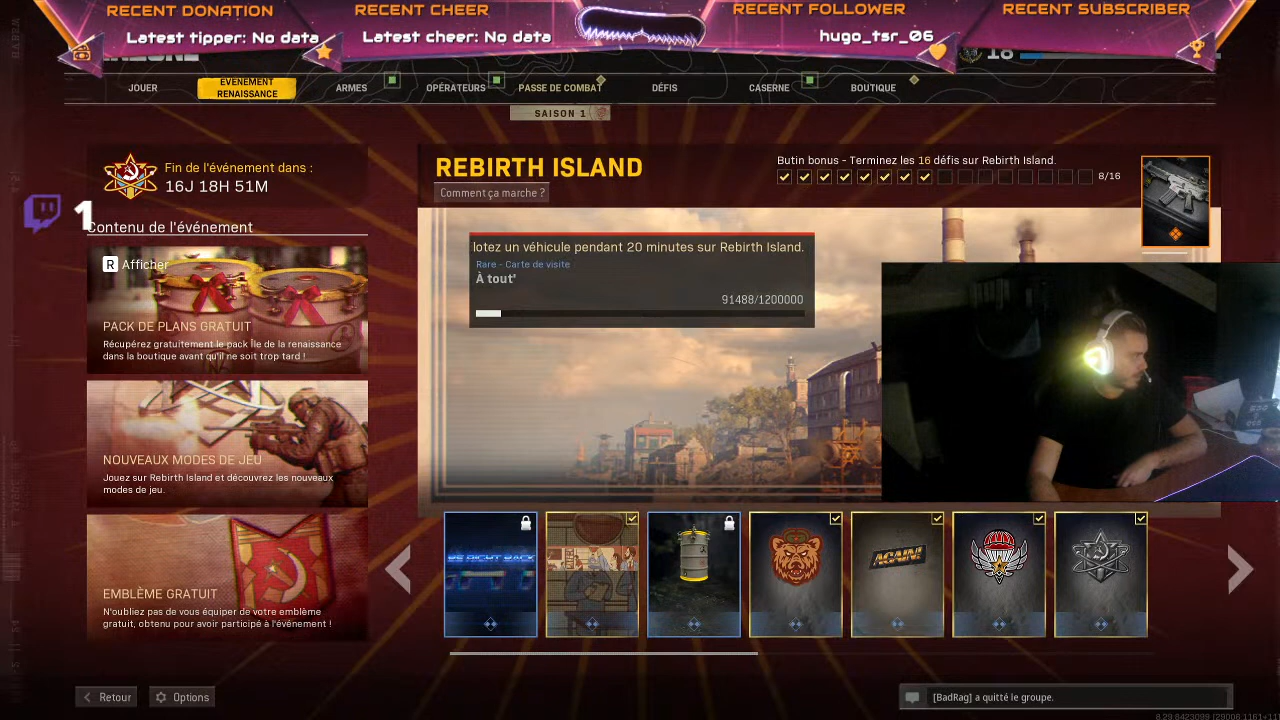 RECENT DONATION
RECENT CHEER
RECENT FOLLOWER
RECENT SUBSCRIBER
Latest tipper: No data
Latest cheer: No data
hugo_tsr_06
18
JOUER
ÉVÉNEMENT
RENAISSANCE
ARMES
OPÉRATEURS
PASSE DE COMBAT
DÉFIS
CASERNE
BOUTIQUE
SAISON 1
Fin de l'événement dans :
16J 18H 51M
1
Contenu de l'événement
R Afficher
PACK DE PLANS GRATUIT
Récupérez gratuitement le pack Île de la renaissance
dans la boutique avant qu'il ne soit trop tard !
NOUVEAUX MODES DE JEU
Jouez sur Rebirth Island et découvrez les nouveaux
modes de jeu.
EMBLÈME GRATUIT
N'oubliez pas de vous équiper de votre emblème
gratuit, obtenu pour avoir participé à l'événement !
REBIRTH ISLAND
Comment ça marche ?
Butin bonus - Terminez les 16 défis sur Rebirth Island.
8/16
lotez un véhicule pendant 20 minutes sur Rebirth Island.
Rare - Carte de visite
À tout'
91488/1200000
BE RIGHT BACK
AGAIN!
Retour
Options
[BadRag] a quitté le groupe.